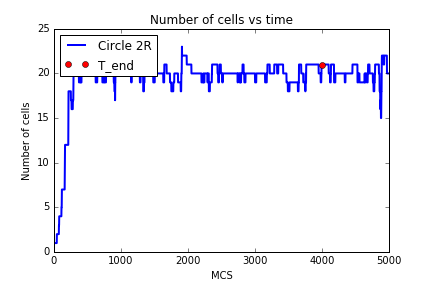 Number of cells vs time
25
20
15
10
5
0
Number of cells
Circle 2R
T_end
0 1000 2000 3000 4000 5000
MCS